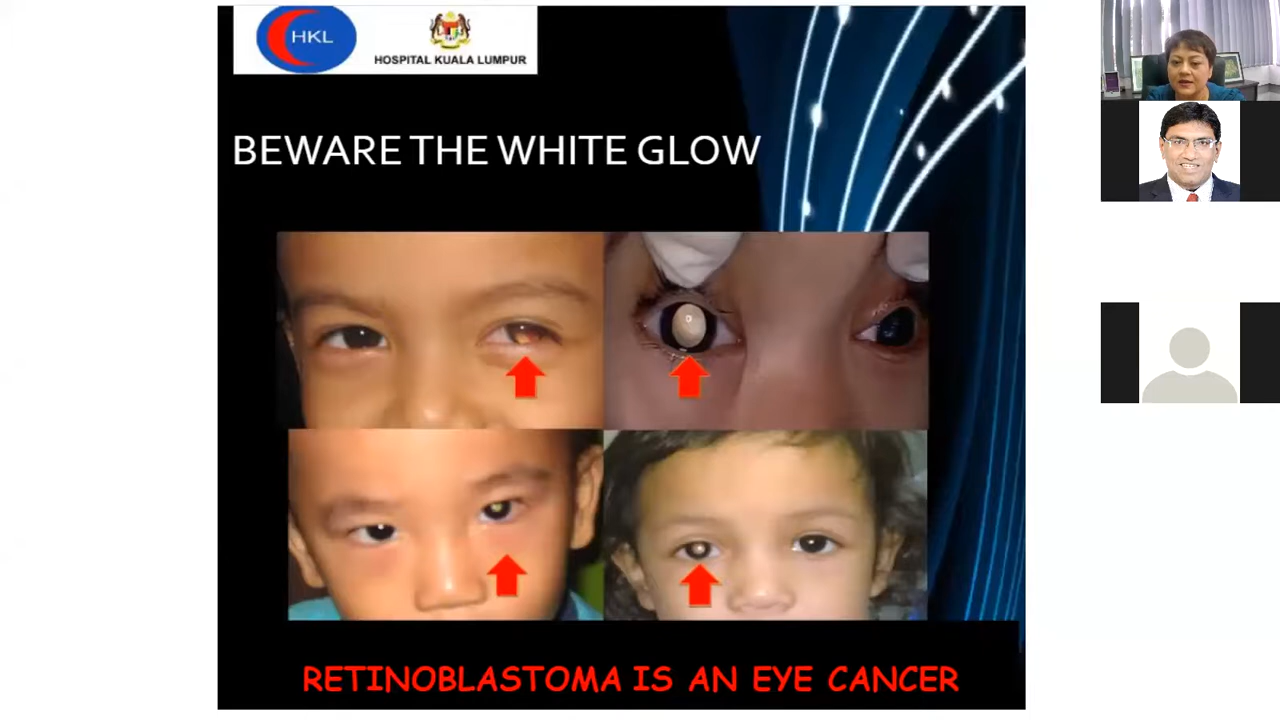 HKL
HOSPITAL KUALA LUMPUR
BEWARE THE WHITE GLOW
RETINOBLASTOMA IS AN EYE CANCER